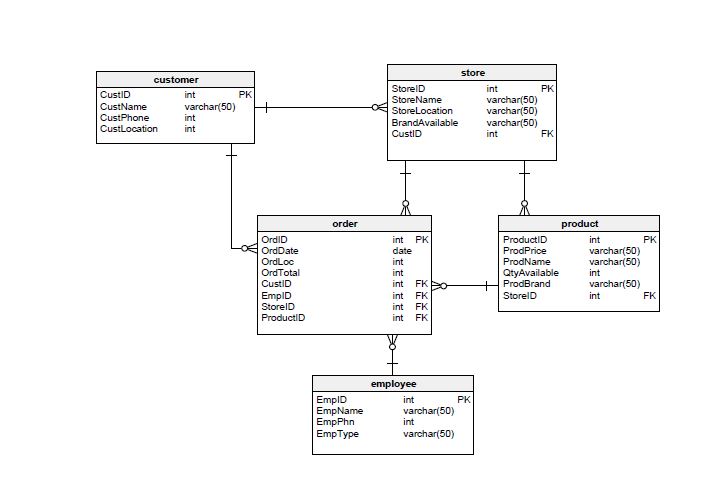 customer
CustID int PK
CustName varchar(50)
CustPhone int
CustLocation int
store
StoreID int PK
StoreName varchar(50)
StoreLocation varchar(50)
BrandAvailable varchar(50)
CustID int FK
order
OrdID int PK
OrdDate date
OrdLoc int
OrdTotal int
CustID int FK
EmpID int FK
StoreID int FK
ProductID int FK
product
ProductID int PK
ProdPrice varchar(50)
ProdName varchar(50)
QtyAvailable int
ProdBrand varchar(50)
StoreID int FK
employee
EmpID int PK
EmpName varchar(50)
EmpPhn int
EmpType varchar(50)